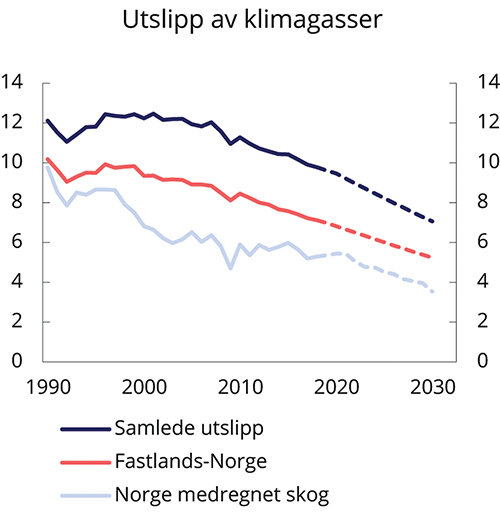 Utslipp av klimagasser
14 14
12 12
10 10
8 8
6 6
4 4
2 2
0 0
1990 2000 2010 2020 2030
Samlede utslipp
Fastlands-Norge
Norge medregnet skog